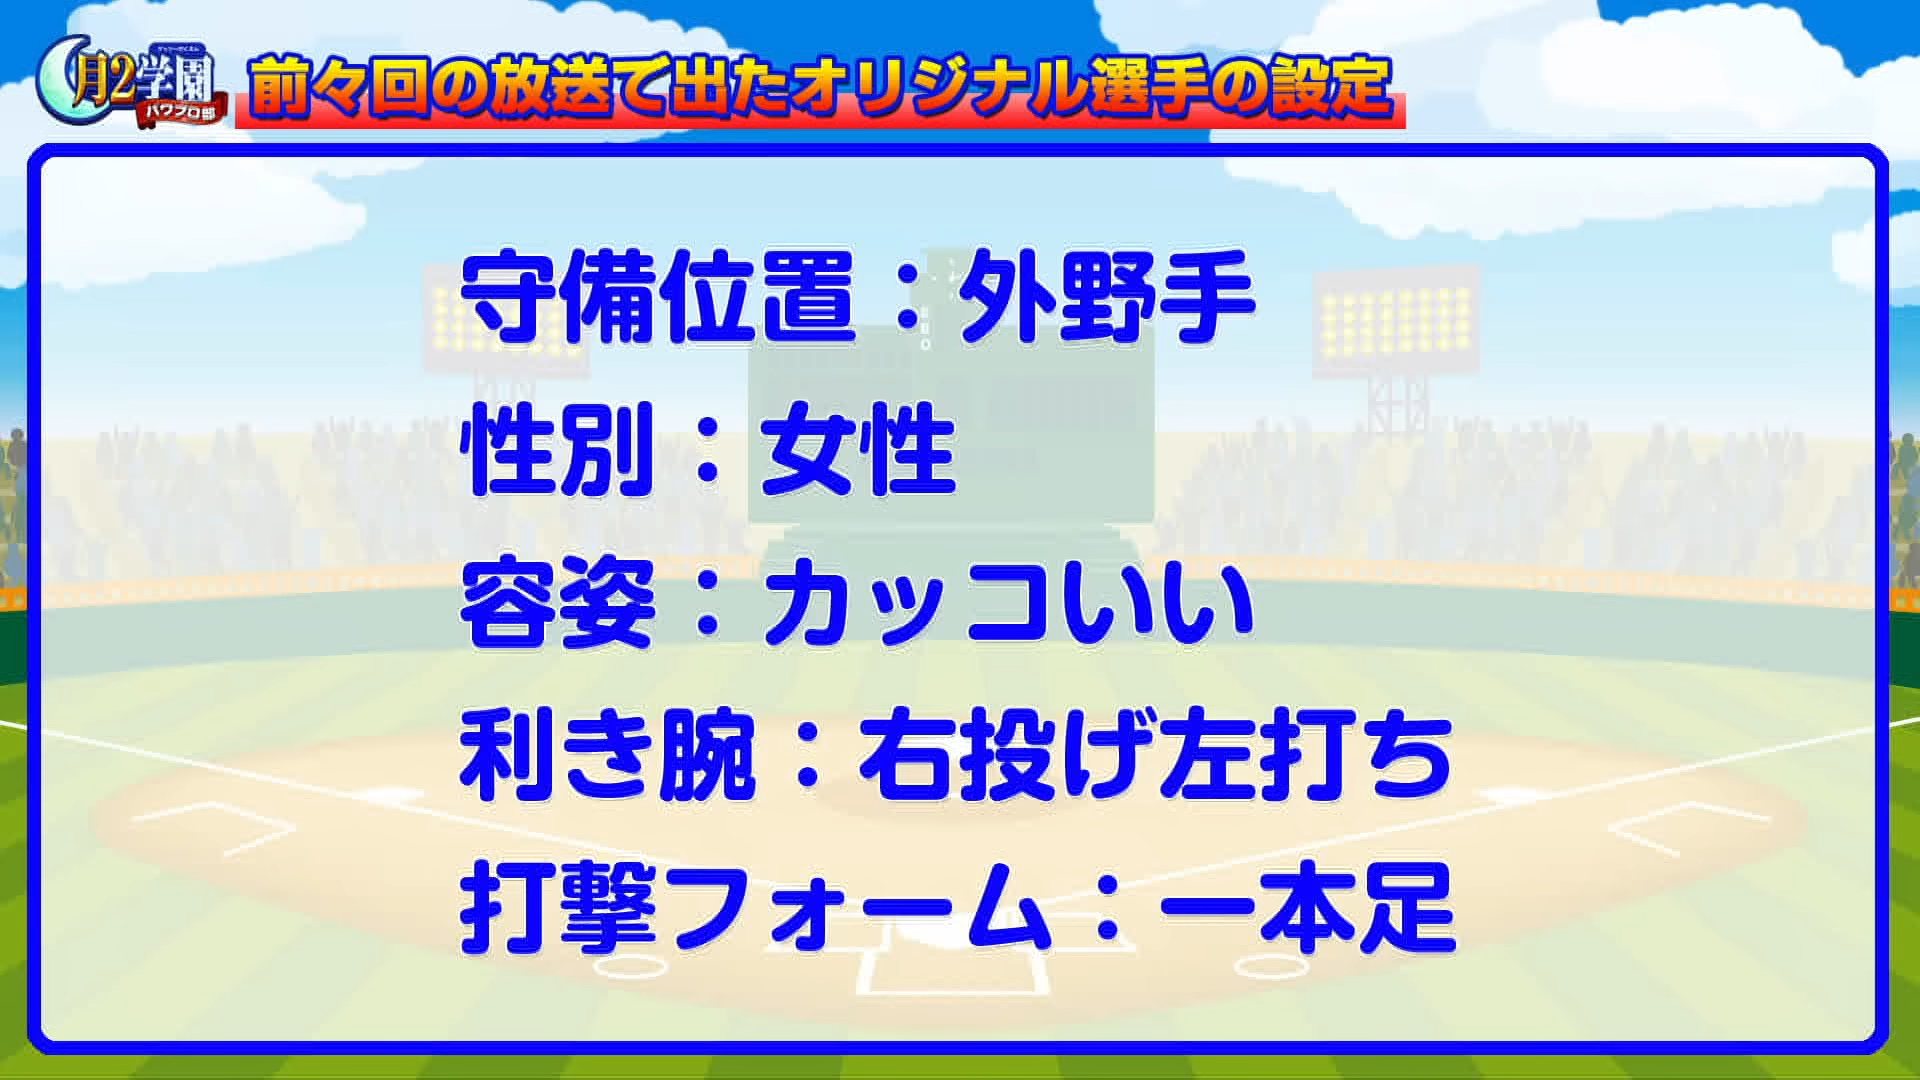 月2学園
パワプロ部
前々回の放送で出たオリジナル選手の設定
守備位置：外野手
性別：女性
容姿：カッコいい
利き腕：右投げ左打ち
打撃フォーム：一本足